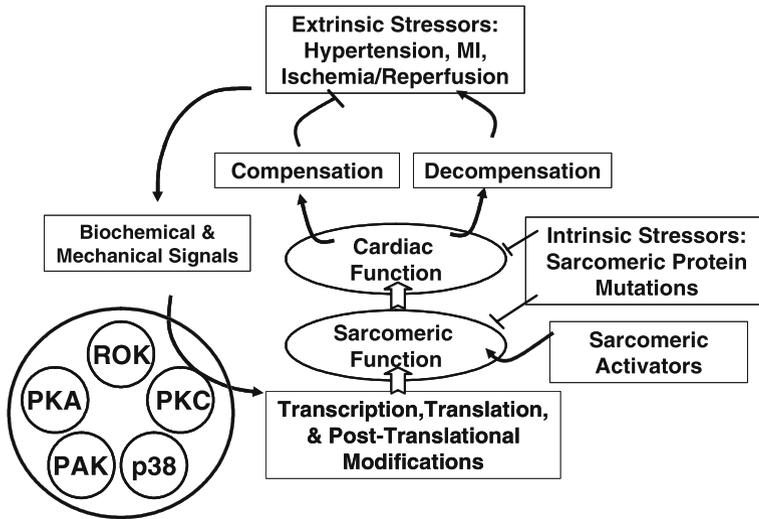 Extrinsic Stressors:
Hypertension, MI,
Ischemia/Reperfusion
Compensation
Decompensation
Biochemical &
Mechanical Signals
Cardiac
Function
Intrinsic Stressors:
Sarcomeric Protein
Mutations
Sarcomeric
Function
Sarcomeric
Activators
ROK
PKA
PKC
PAK
p38
Transcription,Translation,
& Post-Translational
Modifications